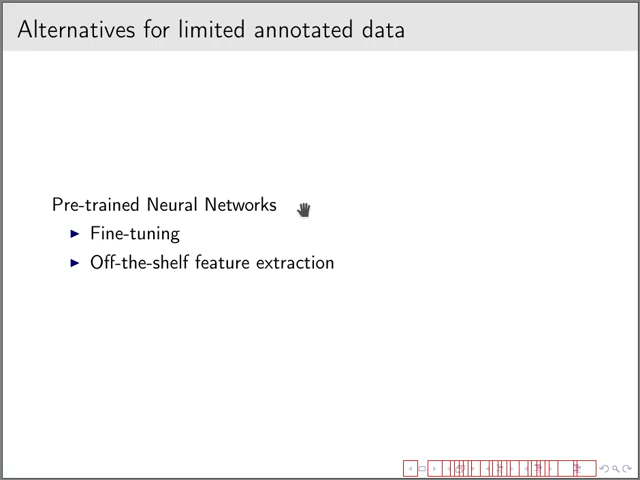 Alternatives for limited annotated data
Pre-trained Neural Networks
Fine-tuning
Off-the-shelf feature extraction